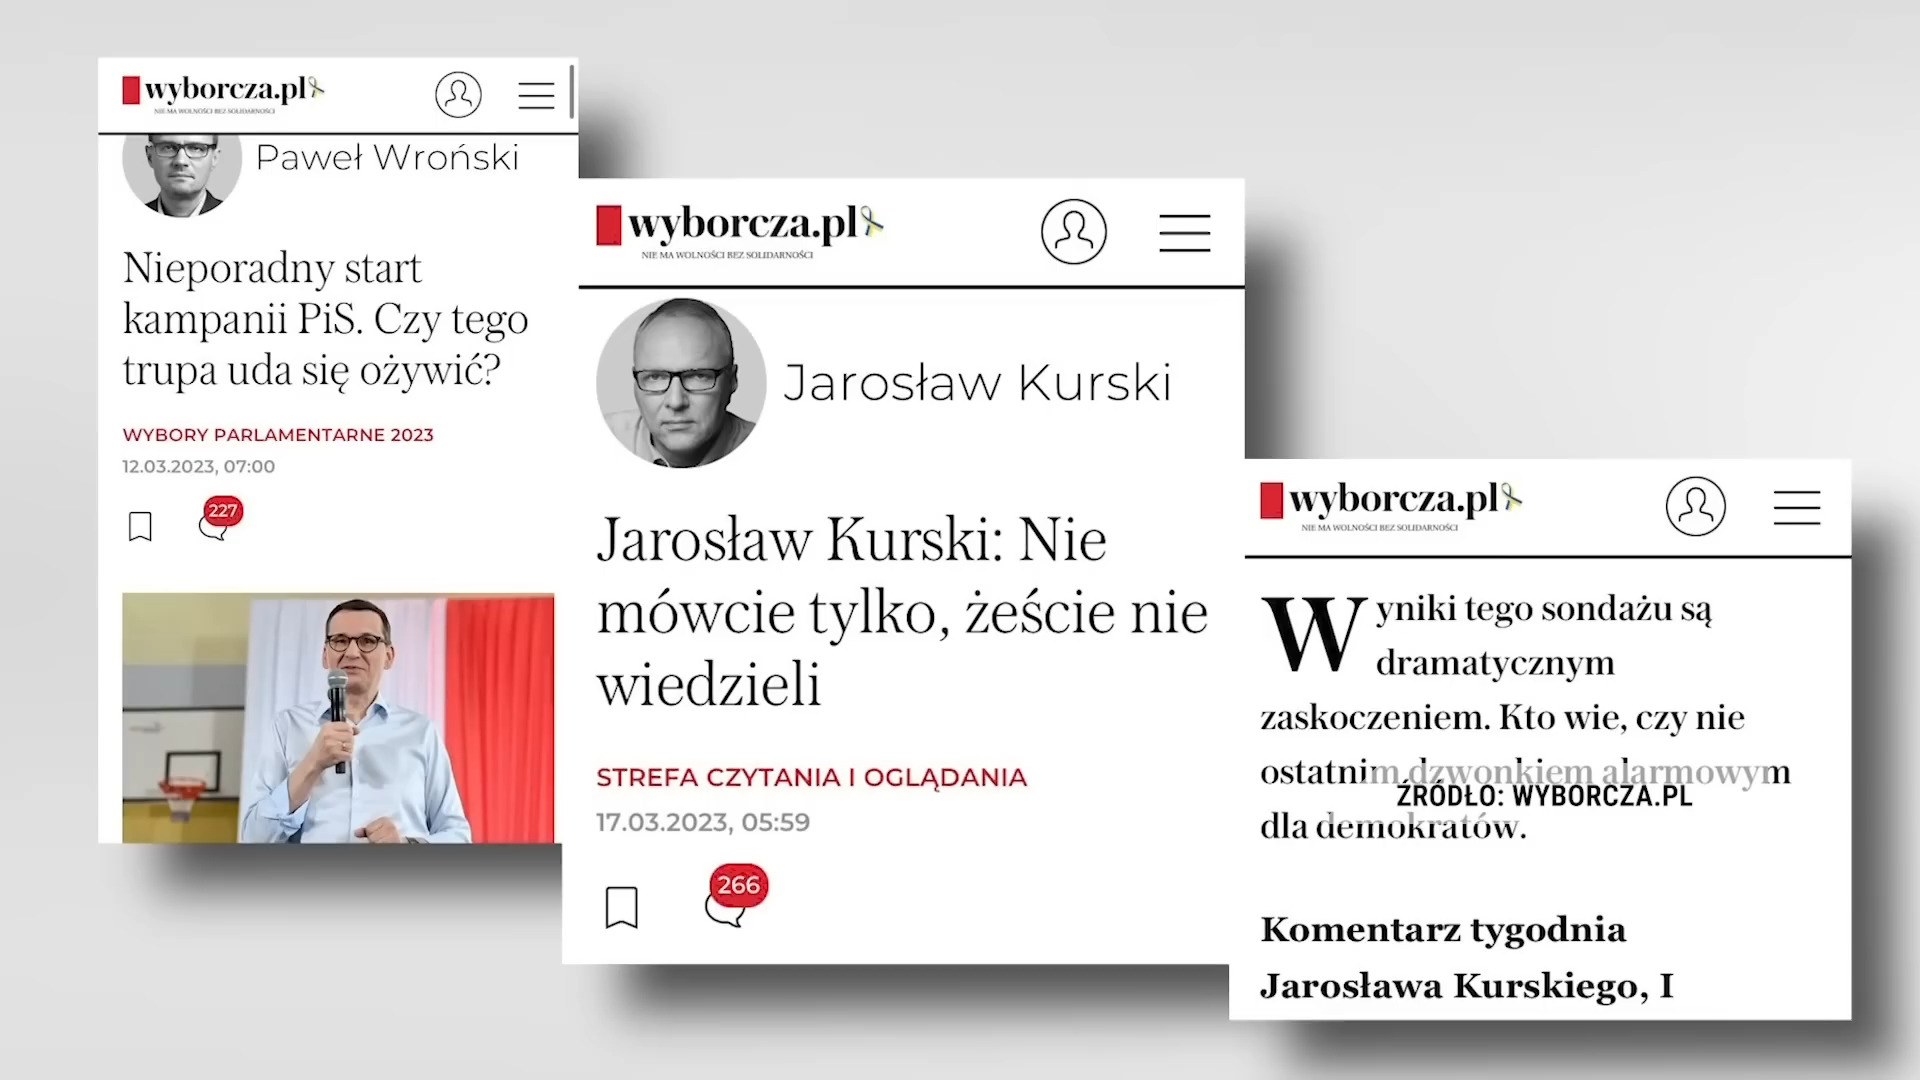 wyborcza.pl
NIE MA WOLNOŚCI BEZ SOLIDARNOŚCI
Paweł Wroński
Nieporadny start
kampanii PiS. Czy tego
trupa uda się ożywić?
WYBORY PARLAMENTARNE 2023
12.03.2023, 07:00
227
wyborcza.pl
NIE MA WOLNOŚCI BEZ SOLIDARNOŚCI
Jarosław Kurski
Jarosław Kurski: Nie
mówcie tylko, żeście nie
wiedzieli
STREFA CZYTANIA I OGLĄDANIA
17.03.2023, 05:59
266
wyborcza.pl
NIE MA WOLNOŚCI BEZ SOLIDARNOŚCI
Wyniki tego sondażu są
dramatycznym
zaskoczeniem. Kto wie, czy nie
ostatnim dzwonkiem alarmowym
ŹRÓDŁO: WYBORCZA.PL
dla demokratów.
Komentarz tygodnia
Jarosława Kurskiego, I